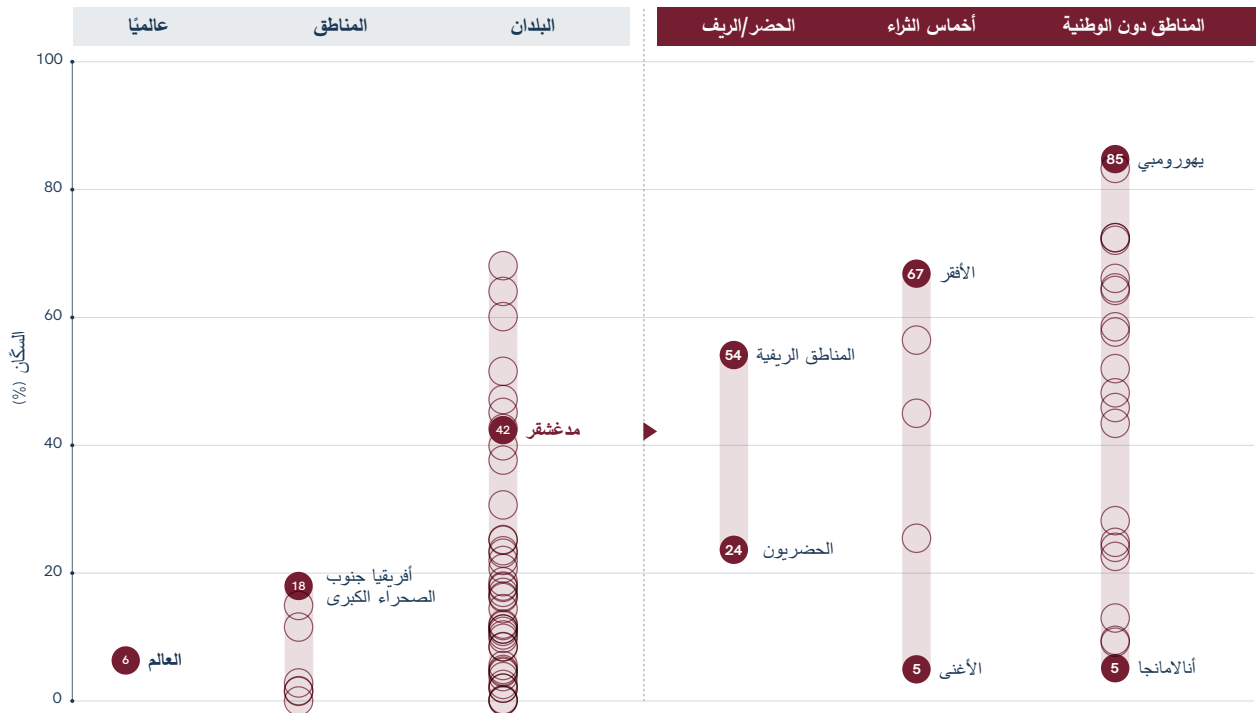 عالميًا
المناطق
البلدان
الحضر/الريف
أخماس الثراء
المناطق دون الوطنية
100
80
60
40
20
0
السكّان (%)
6
العالم
18
أفريقيا جنوب
الصحراء الكبرى
42
مدغشقر
54
المناطق الريفية
24
الحضريون
67
الأفقر
5
الأغنى
85
يهورومبي
5
أنالامانجا